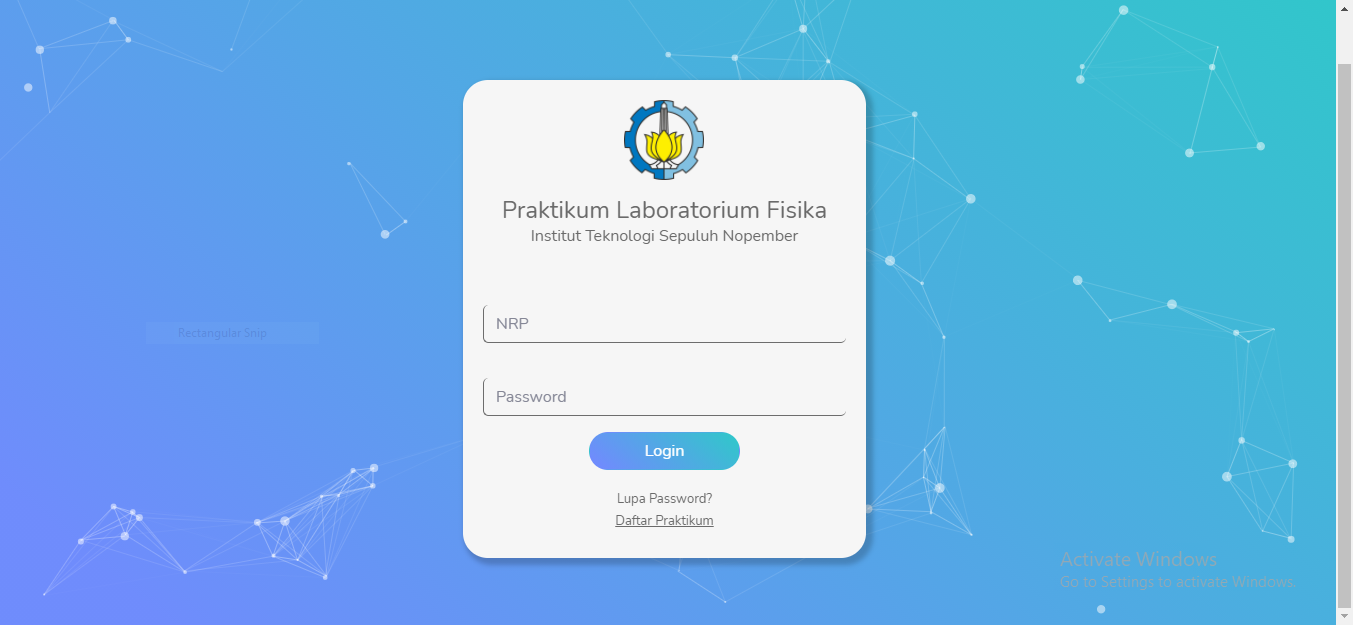 Praktikum Laboratorium Fisika
Institut Teknologi Sepuluh Nopember
NRP
Rectangular Snip
Password
Login
Lupa Password?
Daftar Praktikum
Activate Windows
Go to Settings to activate Windows.